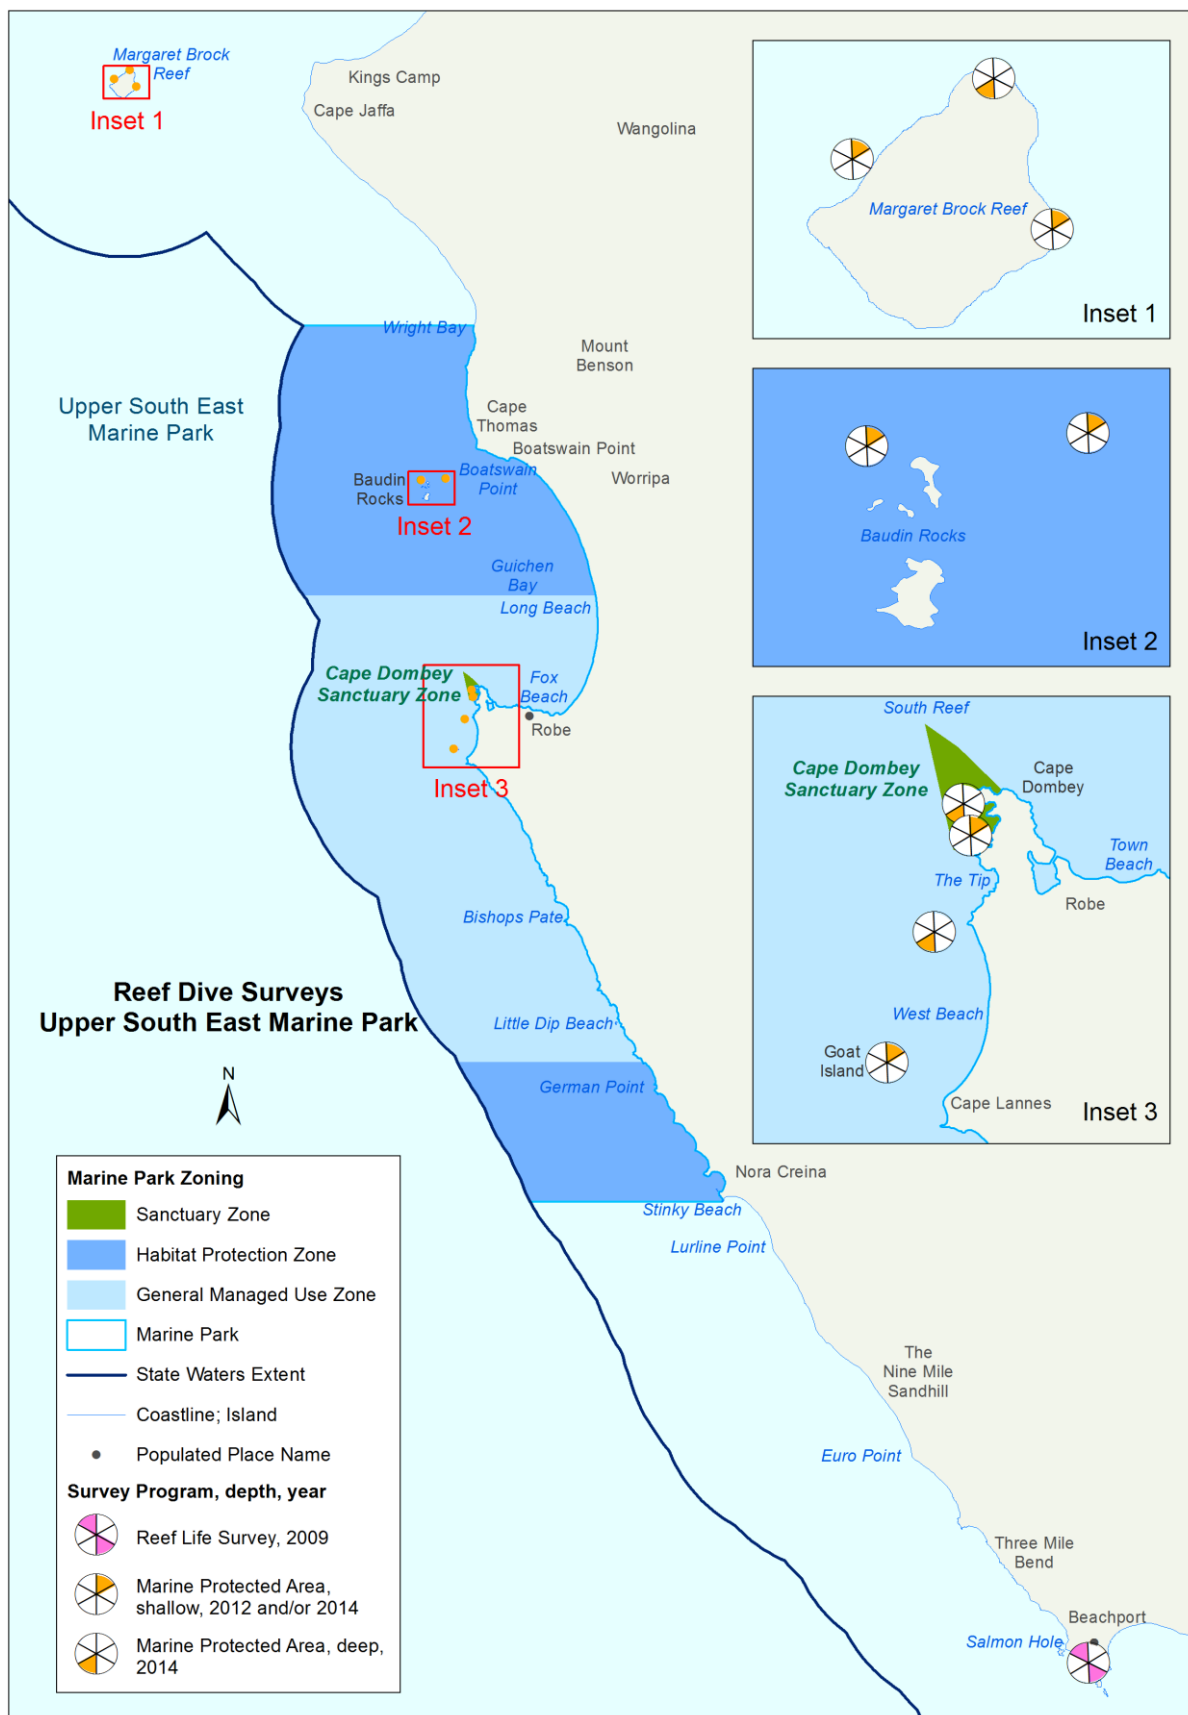 Margaret Brock
Reef
Inset 1
Kings Camp
Cape Jaffa
Wangolina
Wright Bay
Mount
Benson
Upper South East
Marine Park
Cape
Thomas
Boatswain Point
Baudin
Rocks
Boatswain
Point
Worripa
Inset 2
Guichen
Bay
Long Beach
Cape Dombey
Sanctuary Zone
Fox
Beach
Robe
Inset 3
Bishops Pate
Reef Dive Surveys
Upper South East Marine Park
Little Dip Beach
N
German Point
Nora Creina
Stinky Beach
Lurline Point
The
Nine Mile
Sandhill
Euro Point
Three Mile
Bend
Beachport
Salmon Hole
Margaret Brock Reef
Inset 1
Baudin Rocks
Inset 2
South Reef
Cape Dombey
Sanctuary Zone
Cape
Dombey
Town
Beach
The Tip
Robe
West Beach
Goat
Island
Cape Lannes
Inset 3
Marine Park Zoning
Sanctuary Zone
Habitat Protection Zone
General Managed Use Zone
Marine Park
State Waters Extent
Coastline; Island
Populated Place Name
Survey Program, depth, year
Reef Life Survey, 2009
Marine Protected Area,
shallow, 2012 and/or 2014
Marine Protected Area, deep,
2014